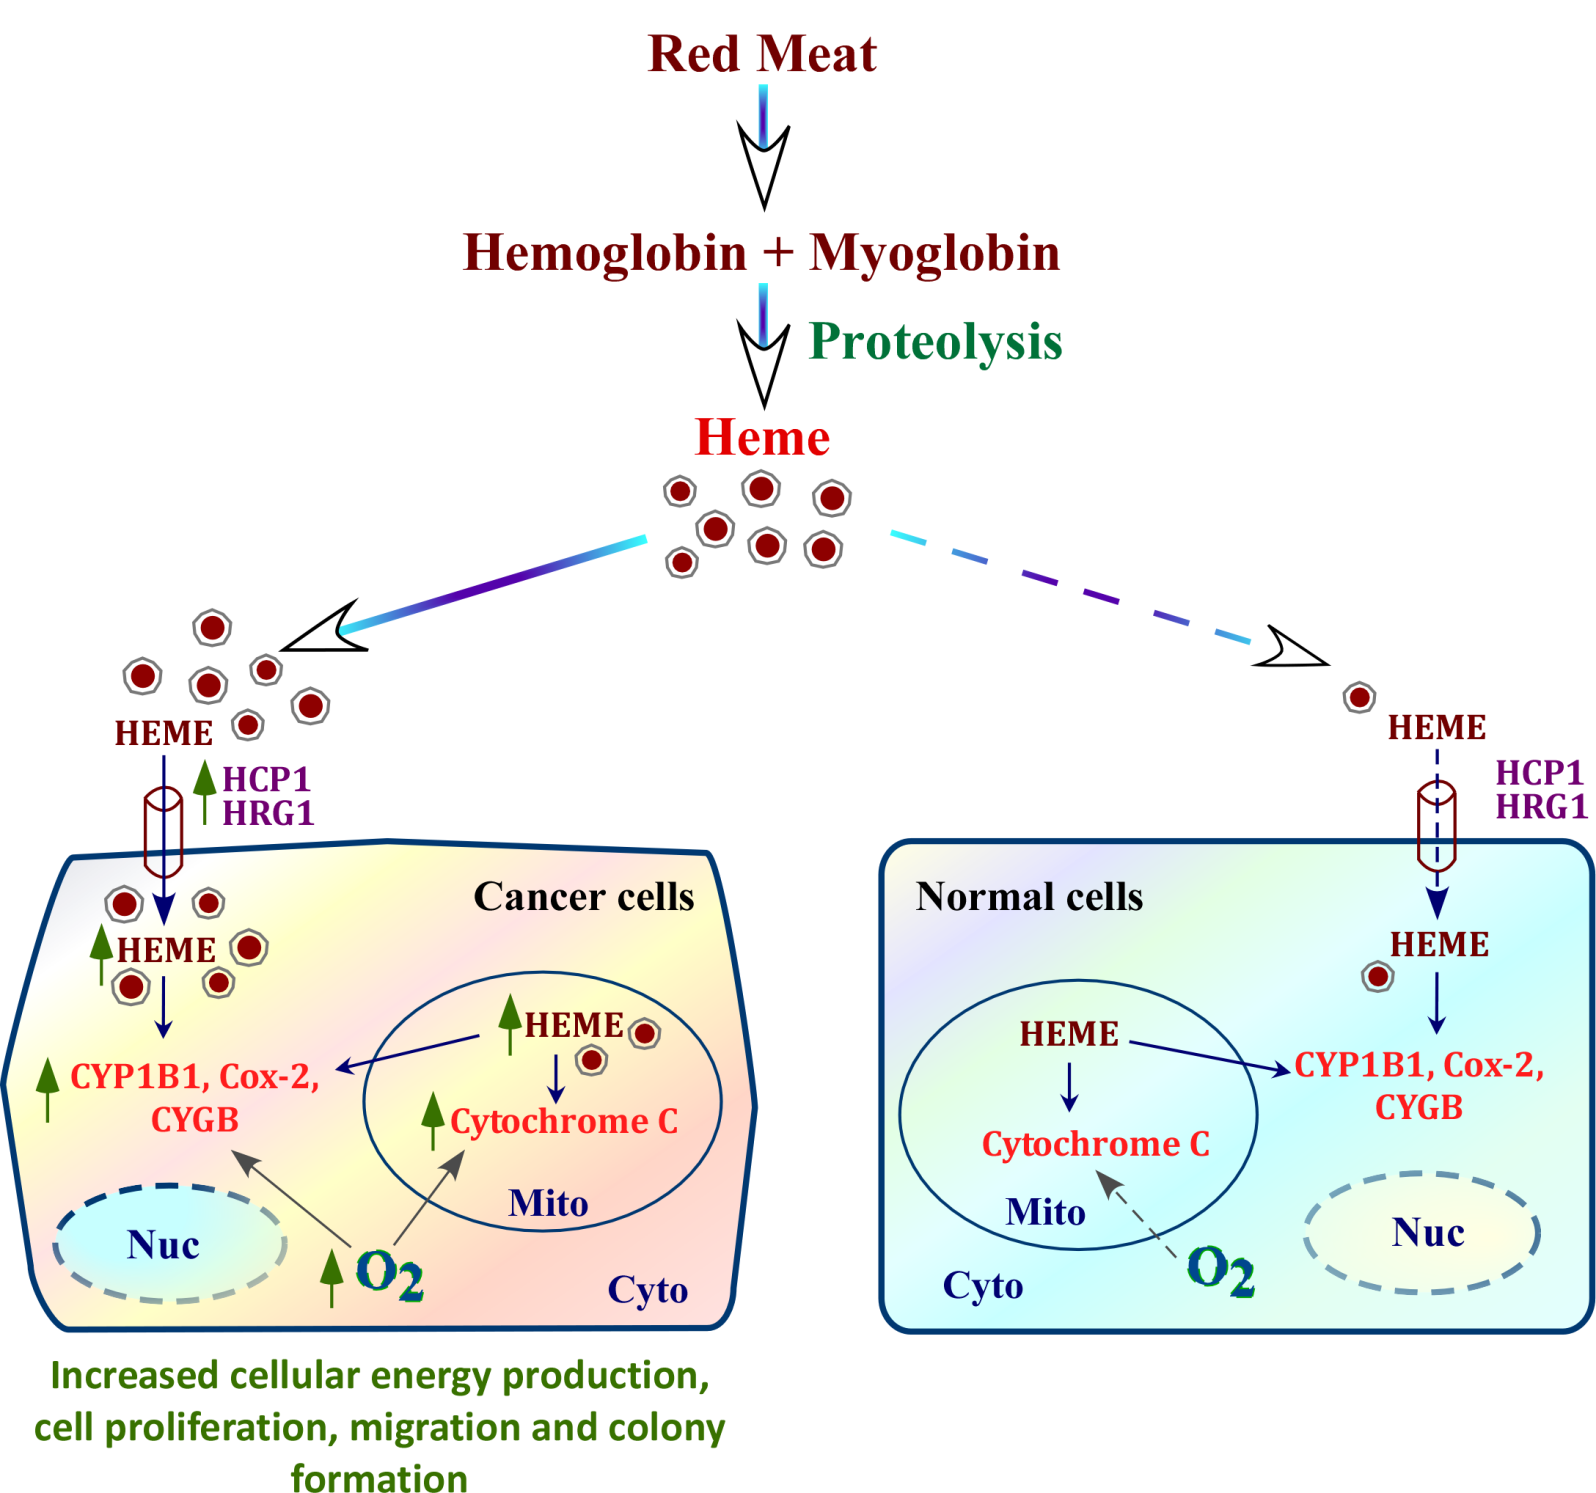 Red Meat
Hemoglobin + Myoglobin
Proteolysis
Heme
HEME
HCP1
HRG1
Cancer cells
HEME
HEME
CYP1B1, Cox-2,
CYGB
Cytochrome C
Mito
Nuc
O2
Cyto
Increased cellular energy production,
cell proliferation, migration and colony
formation
HEME
HCP1
HRG1
Normal cells
HEME
HEME
CYP1B1, Cox-2,
CYGB
Cytochrome C
Mito
Nuc
O2
Cyto